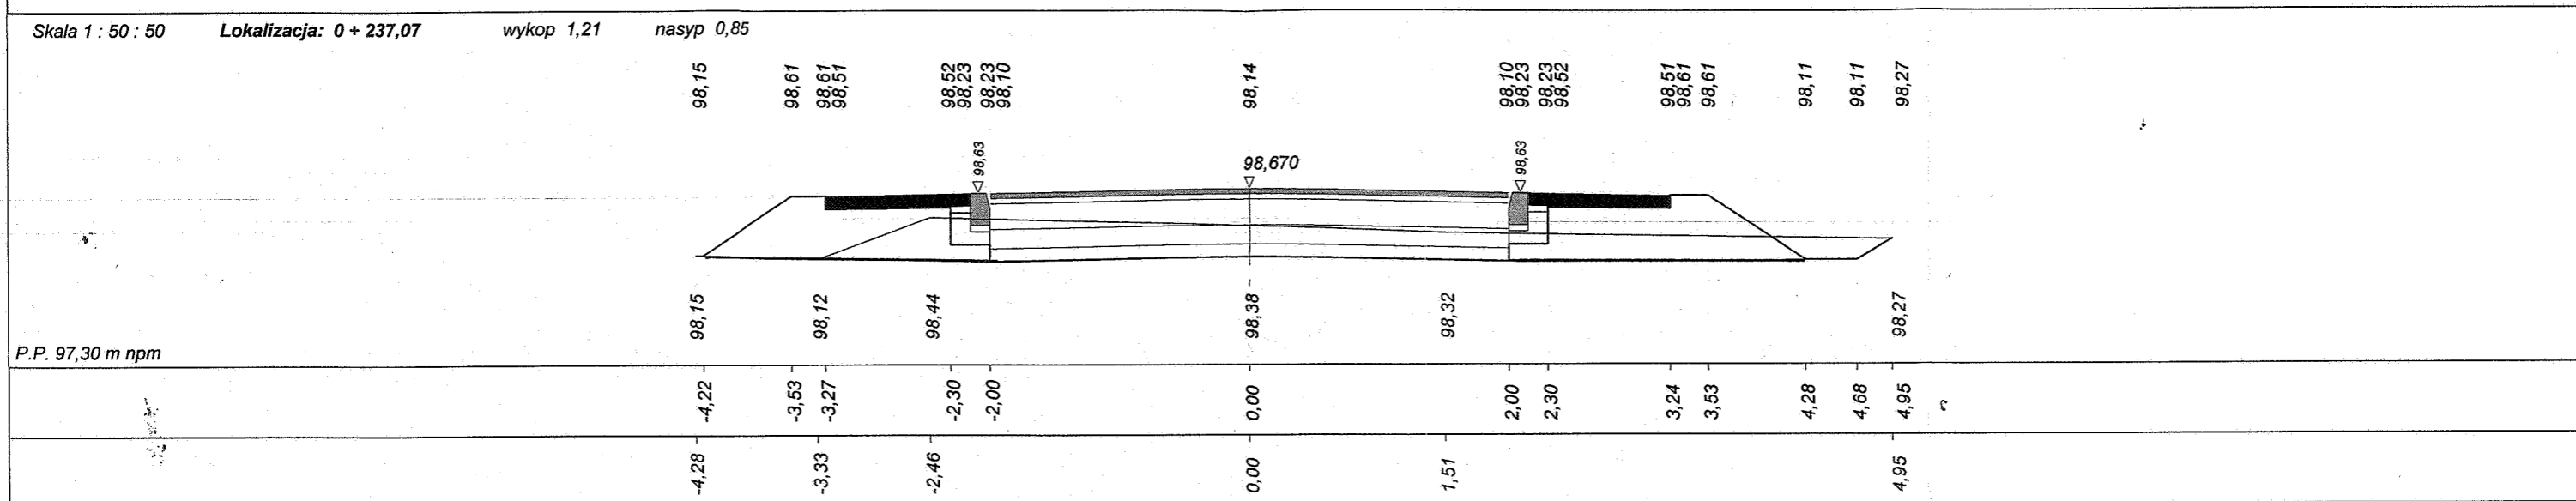 Skala 1 : 50 : 50 Lokalizacja: 0 + 237,07 wykop 1,21 nasyp 0,85
98,15 98,61 98,61 98,51 98,52 98,23 98,23 98,10 98,14 98,10 98,23 98,23 98,52 98,51 98,61 98,61 98,11 98,11 98,27
98,63 98,670 98,63
98,15 98,12 98,44 98,38 98,32 98,27
P.P. 97,30 m npm
-4,22 -3,53 -3,27 -2,30 -2,00 0,00 2,00 2,30 3,24 3,53 4,28 4,68 4,95
-4,28 -3,33 -2,46 0,00 1,51 4,95